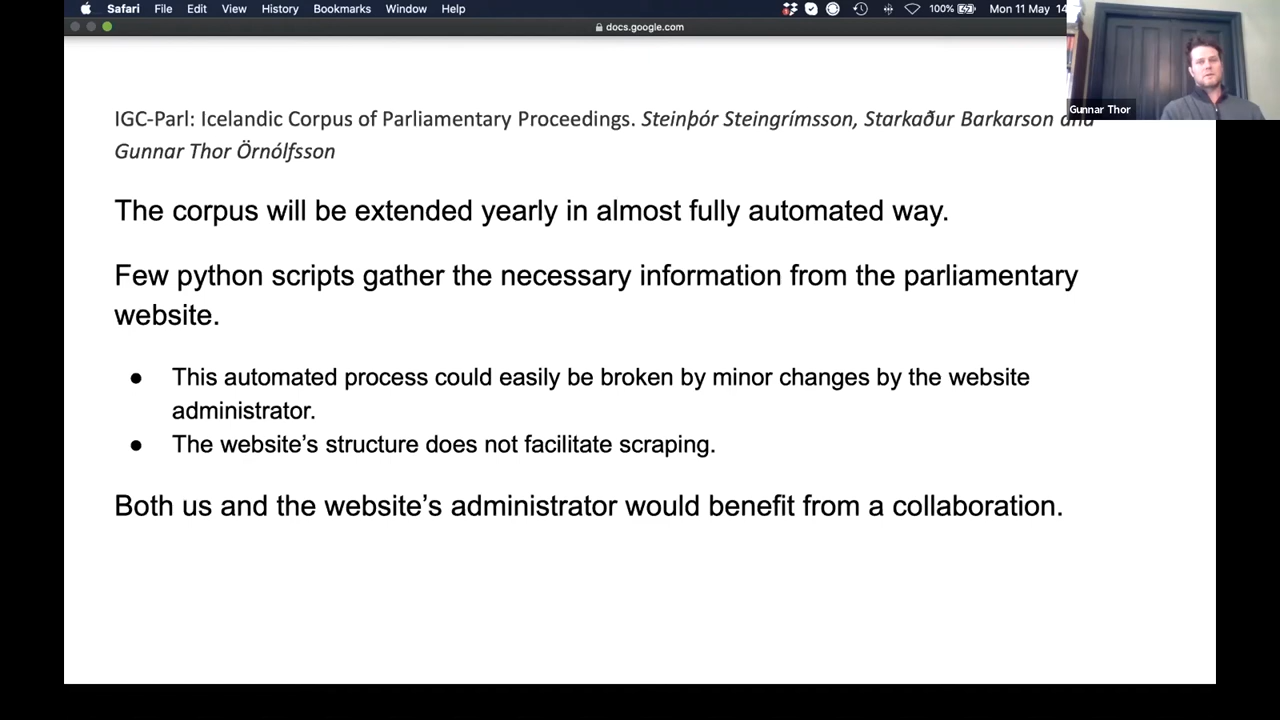 Safari File Edit View History Bookmarks Window Help 100% Mon 11 May 14
docs.google.com
Gunnar Thor
IGC-Parl: Icelandic Corpus of Parliamentary Proceedings. Steinþór Steingrímsson, Starkaður Barkarson and
Gunnar Thor Örnólfsson
The corpus will be extended yearly in almost fully automated way.
Few python scripts gather the necessary information from the parliamentary
website.
● This automated process could easily be broken by minor changes by the website
administrator.
● The website’s structure does not facilitate scraping.
Both us and the website’s administrator would benefit from a collaboration.